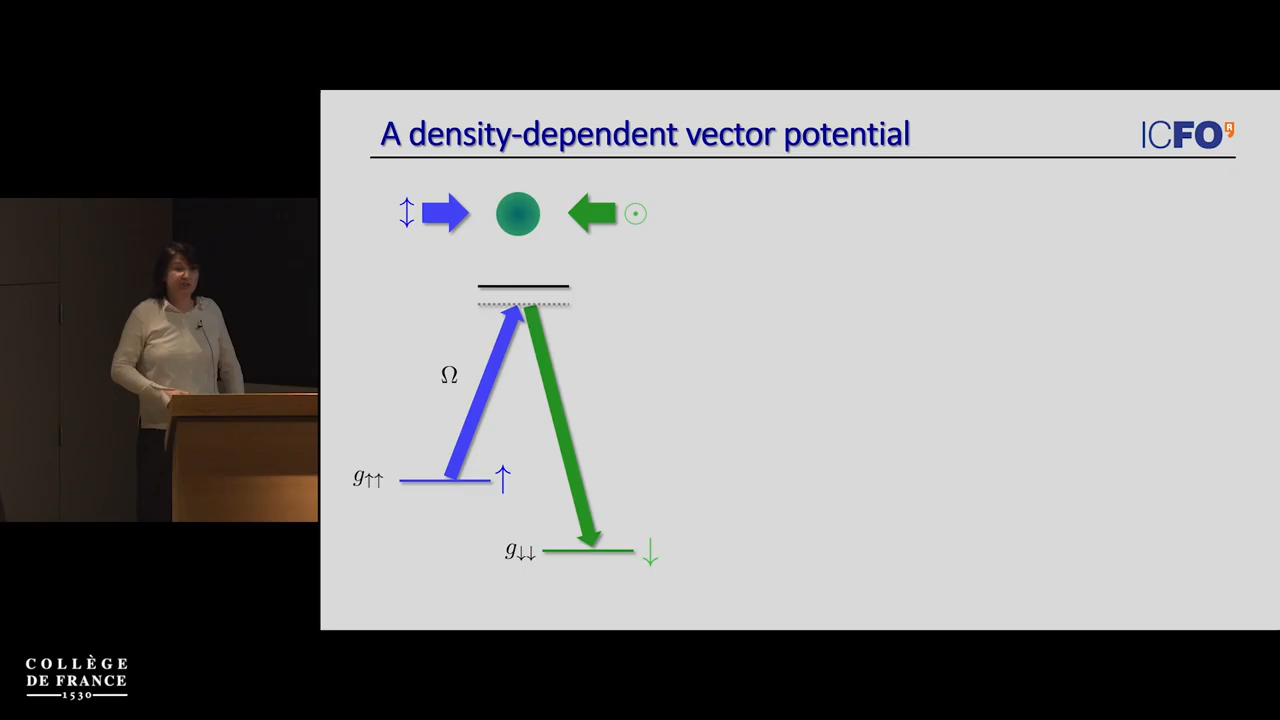 A density-dependent vector potential
ICFO R
Ω
g↑↑ ↑
g↓↓ ↓
COLLÈGE
DE FRANCE
1530